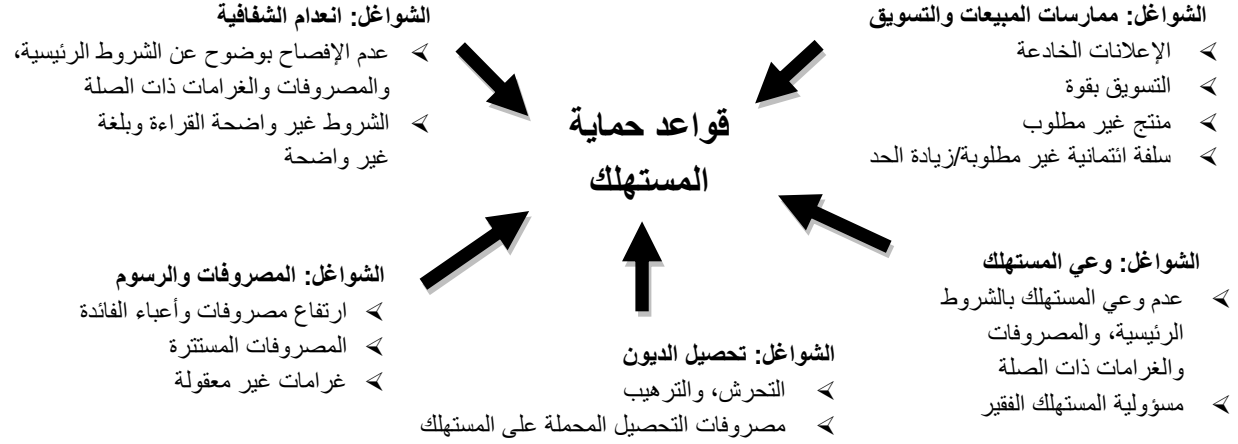 الشواغل: ممارسات المبيعات والتسويق
الإعلانات الخادعة
التسويق بقوة
منتج غير مطلوب
سلفة ائتمانية غير مطلوبة/زيادة الحد
الشواغل: انعدام الشفافية
عدم الإفصاح بوضوح عن الشروط الرئيسية،
والمصروفات والغرامات ذات الصلة
الشروط غير واضحة القراءة وبلغة
غير واضحة
قواعد حماية
المستهلك
الشواغل: وعي المستهلك
عدم وعي المستهلك بالشروط
الرئيسية، والمصروفات
والغرامات ذات الصلة
مسؤولية المستهلك الفقير
الشواغل: تحصيل الديون
التحرش، والترهيب
مصروفات التحصيل المحملة على المستهلك
الشواغل: المصروفات والرسوم
ارتفاع مصروفات وأعباء الفائدة
المصروفات المستترة
غرامات غير معقولة